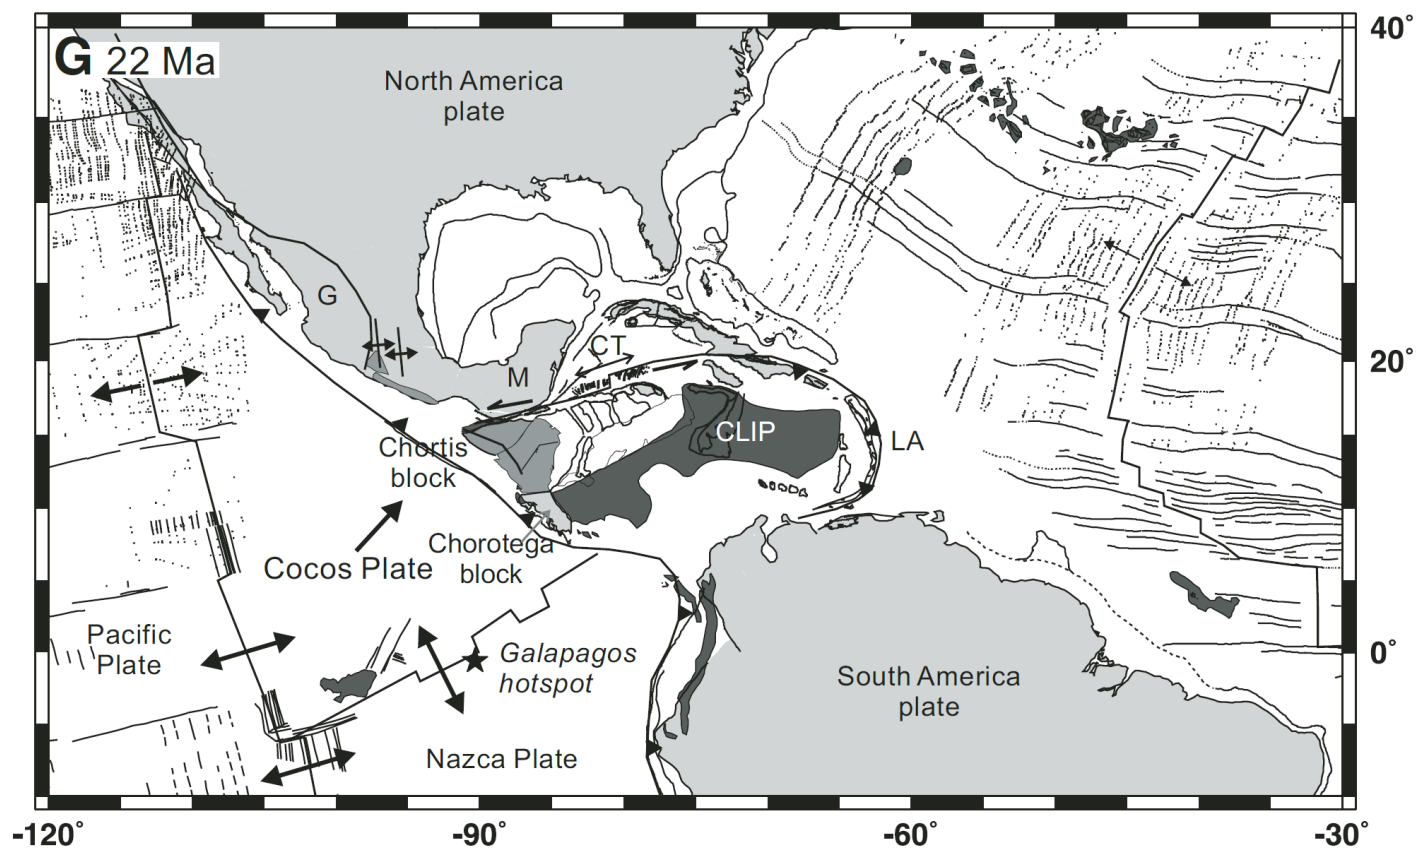 G 22 Ma
40°
North America
plate
G
CT
20°
M
CLIP
LA
Chortis
block
Chorotega
block
Cocos Plate
Pacific
Plate
Galapagos
hotspot
0°
South America
plate
Nazca Plate
-120°
-90°
-60°
-30°